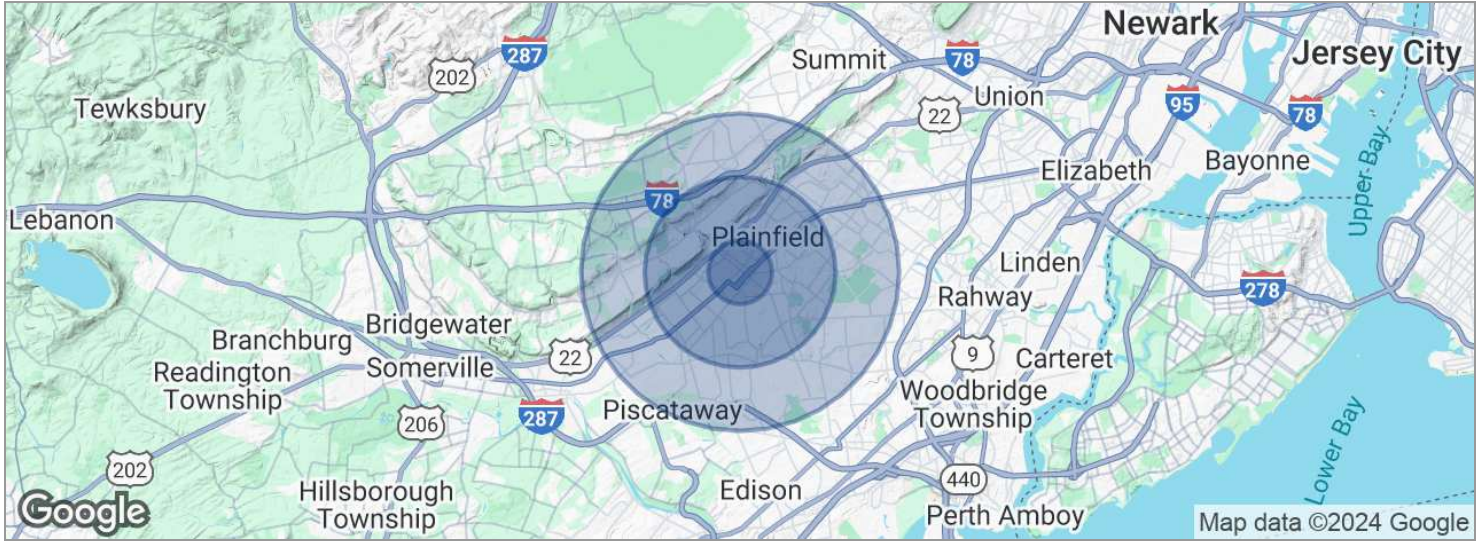 Newark
Jersey City
Summit
287
202
78
Union
22
95
78
Tewksbury
Elizabeth
Bayonne
Upper Bay
78
Lebanon
Plainfield
Linden
278
Rahway
Bridgewater
Branchburg
22
Somerville
9
Carteret
Readington
Township
Woodbridge
Township
287
Piscataway
206
202
Lower Bay
440
Hillsborough
Township
Edison
Perth Amboy
Google
Map data ©2024 Google